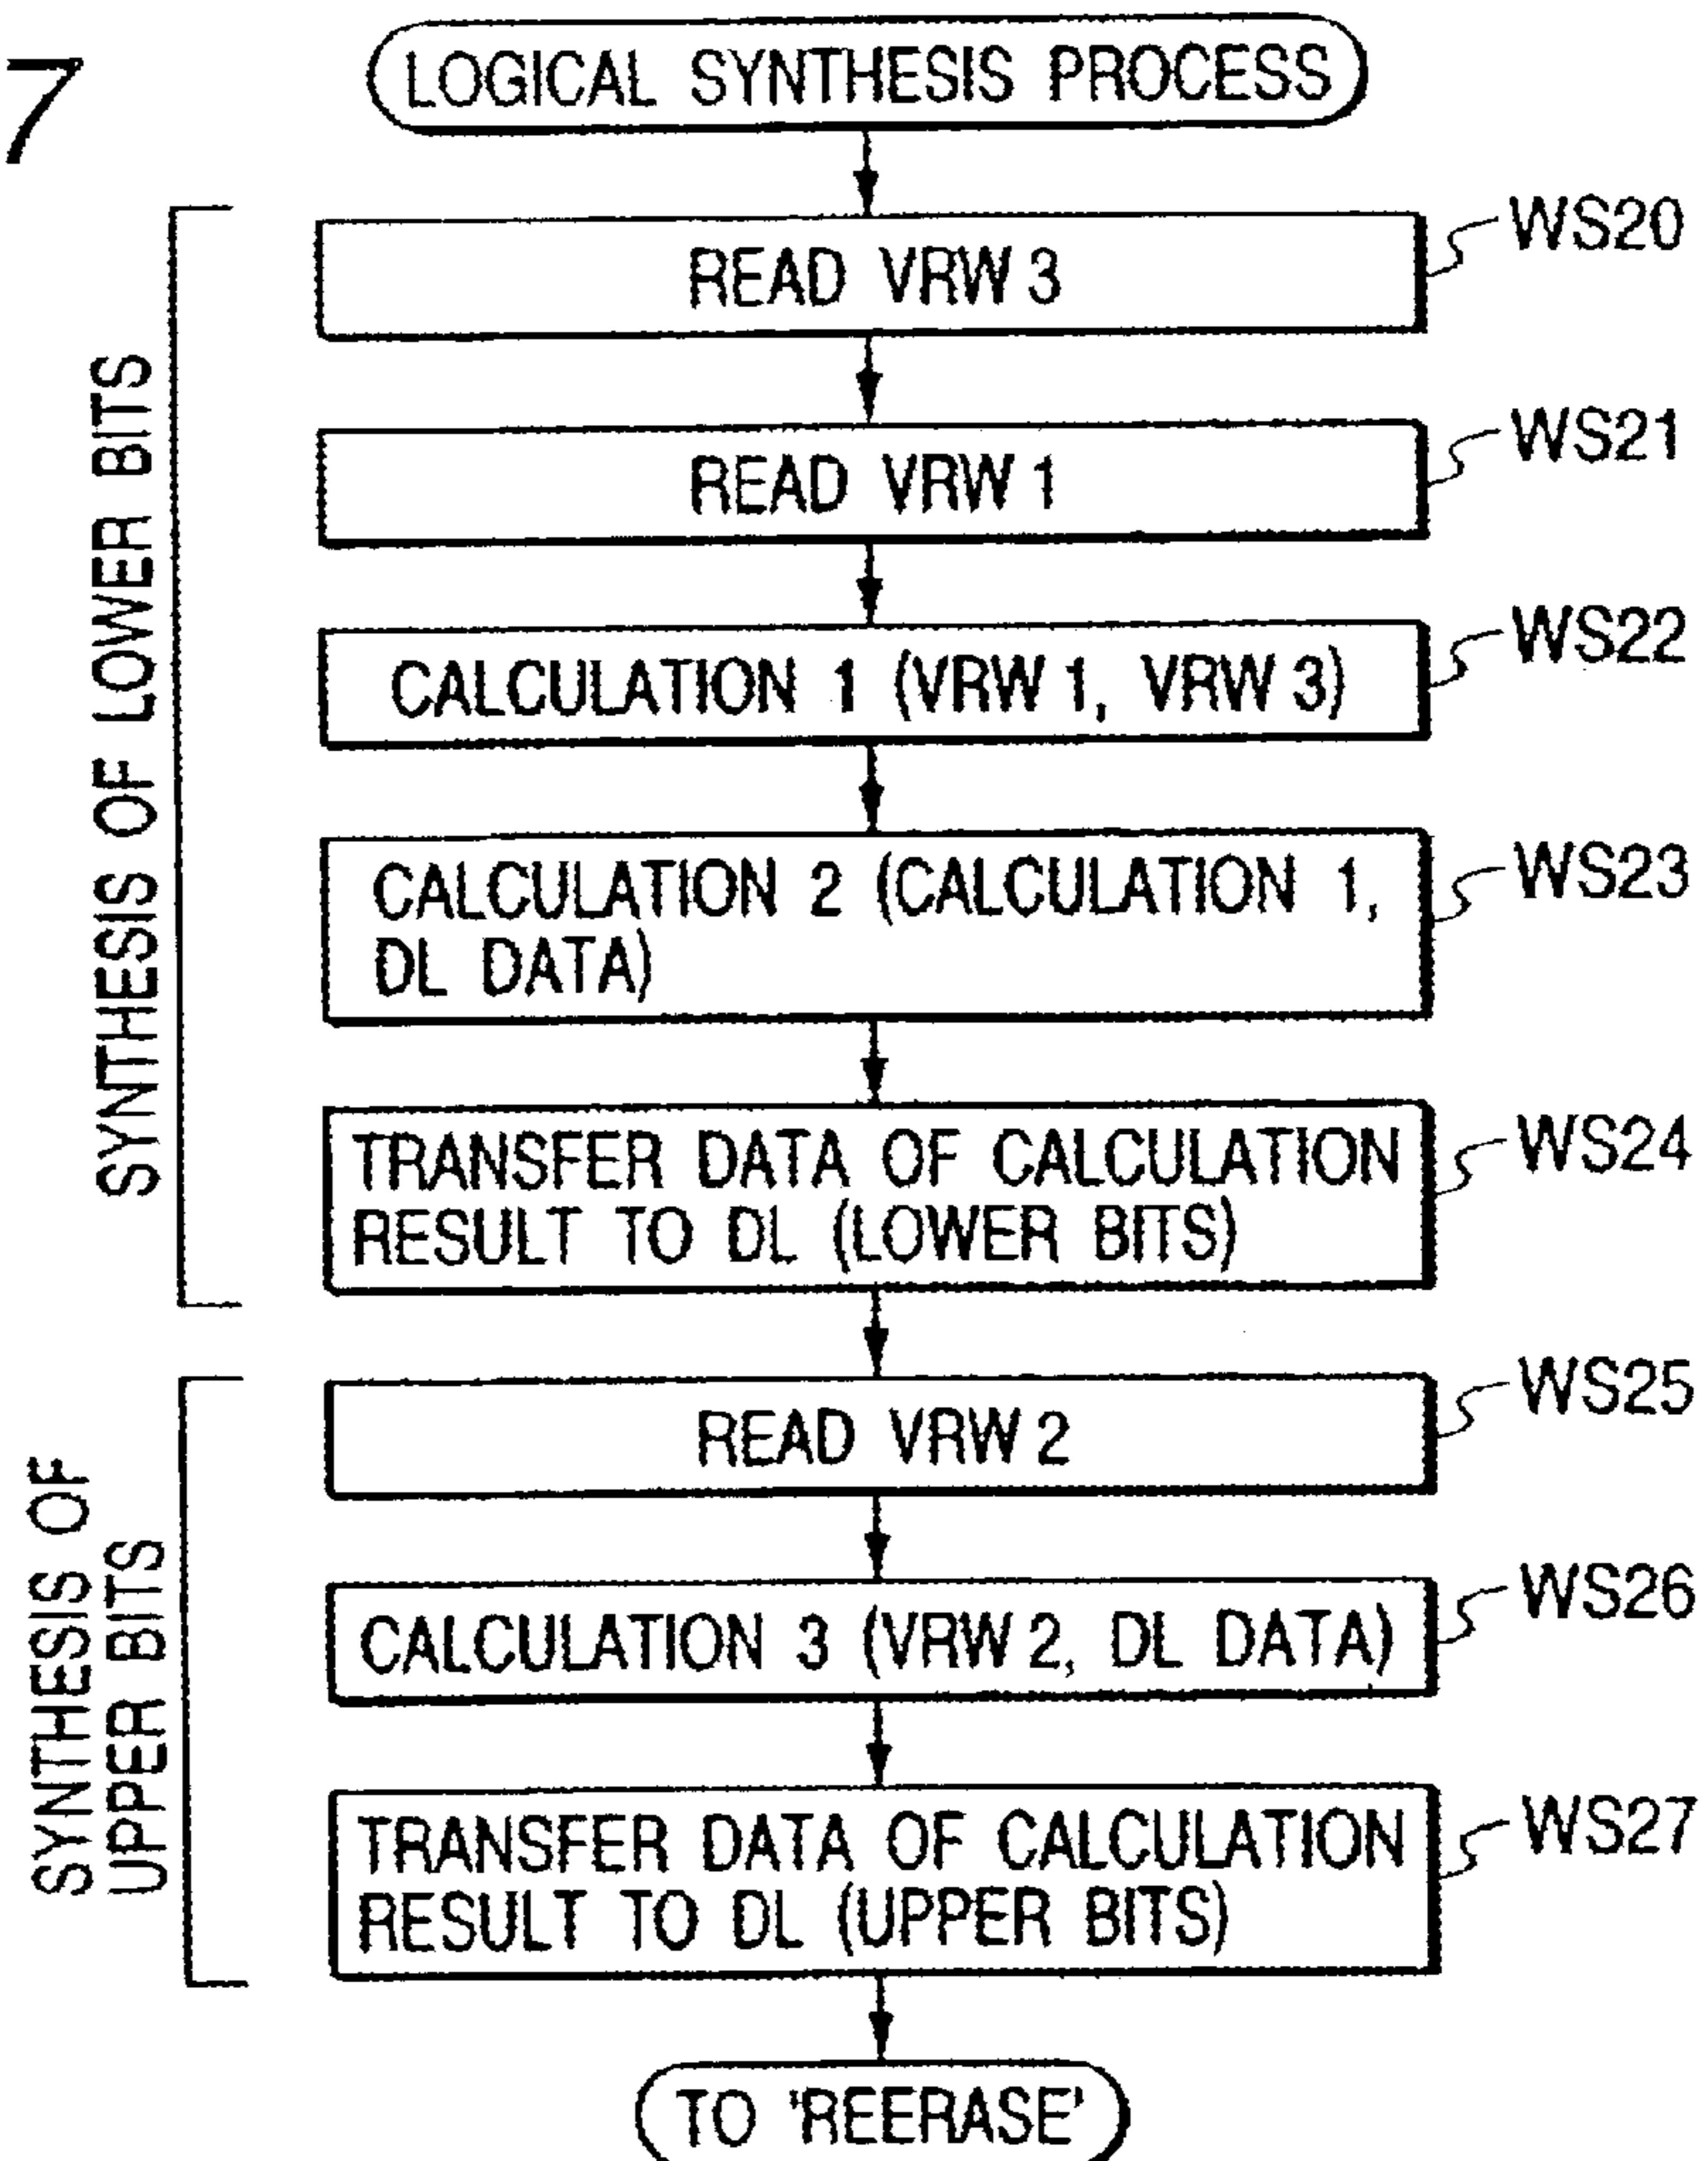 7
LOGICAL SYNTHESIS PROCESS
SYNTHESIS OF LOWER BITS
READ VRW 3
WS20
READ VRW 1
WS21
CALCULATION 1 (VRW 1, VRW 3)
WS22
CALCULATION 2 (CALCULATION 1,
DL DATA)
WS23
TRANSFER DATA OF CALCULATION
RESULT TO DL (LOWER BITS)
WS24
SYNTHESIS OF
UPPER BITS
READ VRW 2
WS25
CALCULATION 3 (VRW 2, DL DATA)
WS26
TRANSFER DATA OF CALCULATION
RESULT TO DL (UPPER BITS)
WS27
TO 'REERASE'